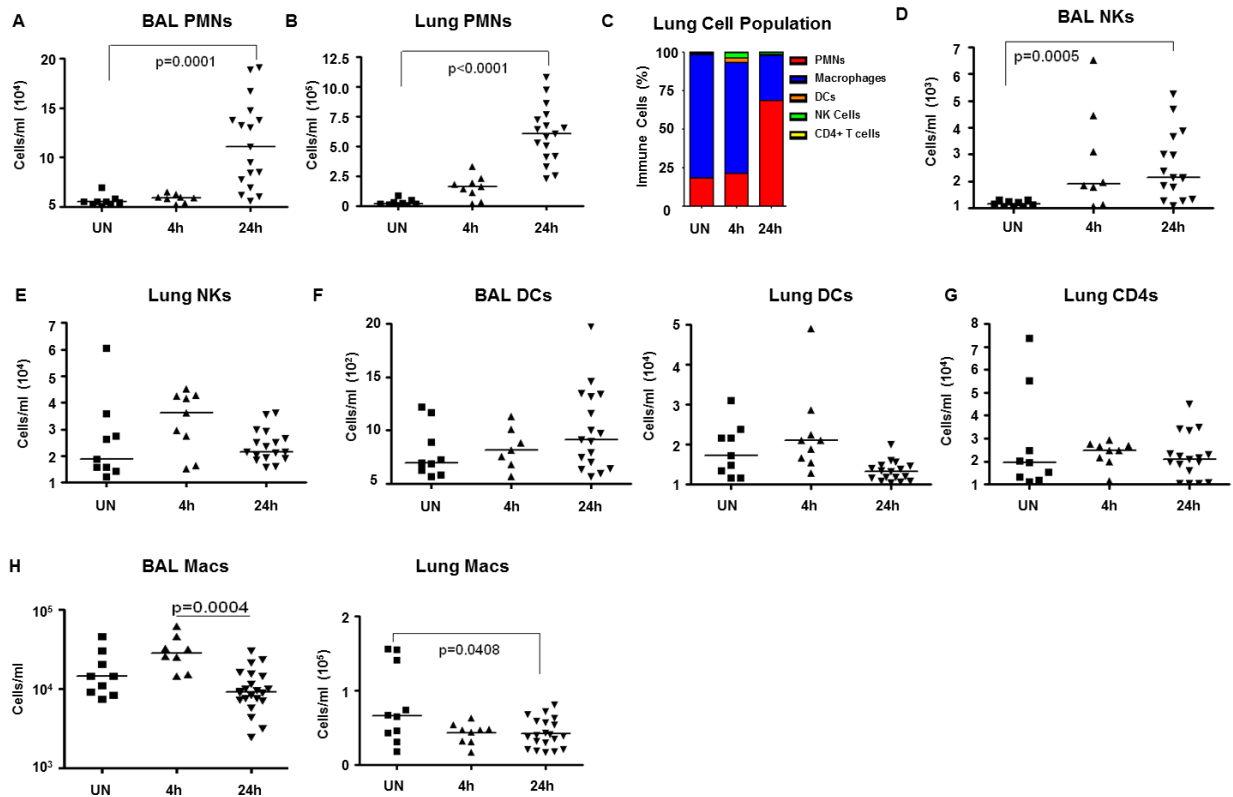 A
BAL PMNs
Cells/ml (10⁴)
20
15
10
5
p=0.0001
UN
4h
24h
B
Lung PMNs
Cells/ml (10⁵)
12.5
10.0
7.5
5.0
2.5
0.0
p<0.0001
UN
4h
24h
C
Lung Cell Population
Immune Cells (%)
100
75
50
25
0
UN
4h
24h
PMNs
Macrophages
DCs
NK Cells
CD4+ T cells
D
BAL NKs
Cells/ml (10³)
7
6
5
4
3
2
1
p=0.0005
UN
4h
24h
E
Lung NKs
Cells/ml (10⁴)
7
6
5
4
3
2
1
UN
4h
24h
F
BAL DCs
Cells/ml (10²)
20
15
10
5
UN
4h
24h
Lung DCs
Cells/ml (10⁴)
5
4
3
2
1
UN
4h
24h
G
Lung CD4s
Cells/ml (10⁴)
8
7
6
5
4
3
2
1
UN
4h
24h
H
BAL Macs
Cells/ml
10⁵
10⁴
10³
p=0.0004
UN
4h
24h
Lung Macs
Cells/ml (10⁵)
2
1
0
p=0.0408
UN
4h
24h